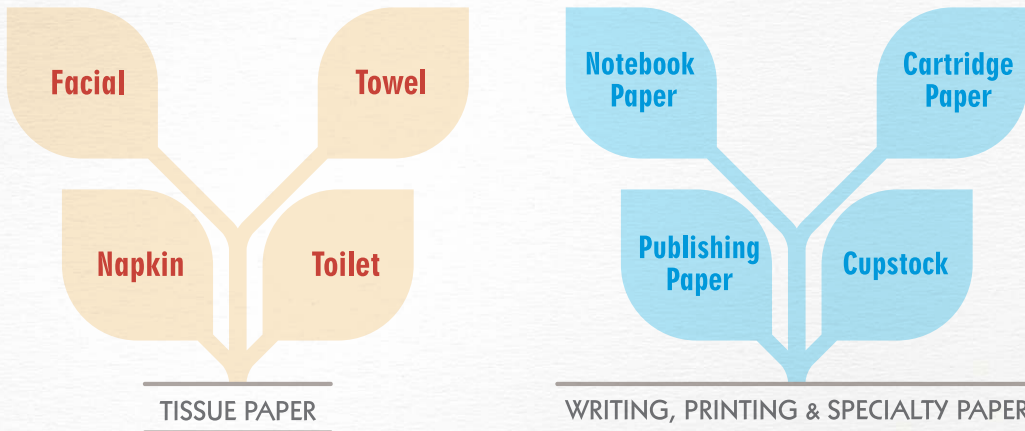 Facial
Towel
Napkin
Toilet
TISSUE PAPER
Notebook
Paper
Cartridge
Paper
Publishing
Paper
Cupstock
WRITING, PRINTING & SPECIALTY PAPER